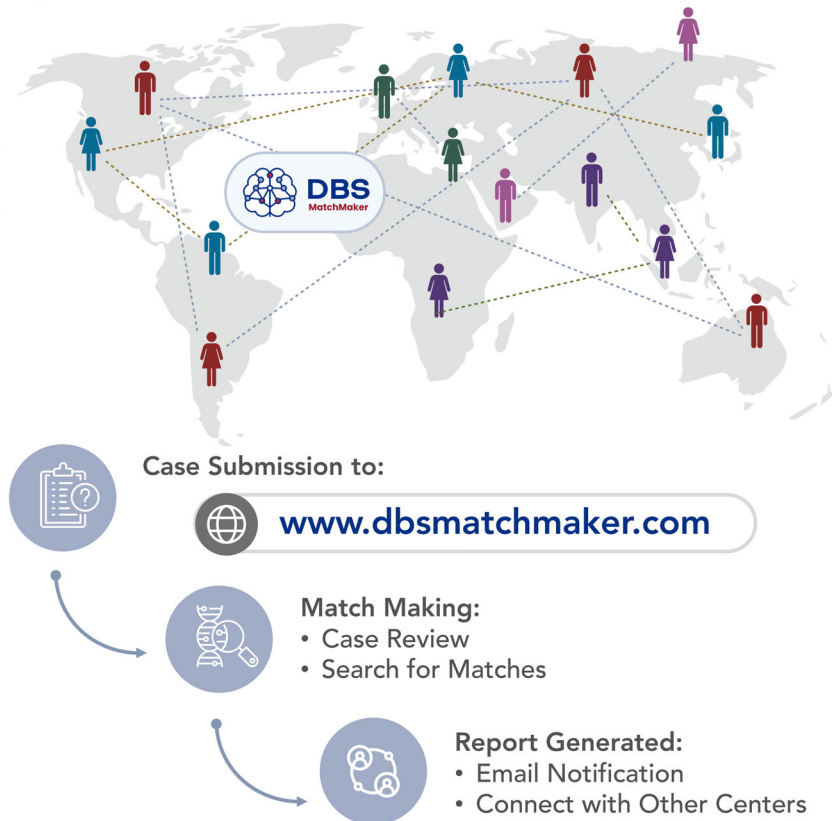 DBS
MatchMaker
Case Submission to:
www.dbsmatchmaker.com
Match Making:
• Case Review
• Search for Matches
Report Generated:
• Email Notification
• Connect with Other Centers